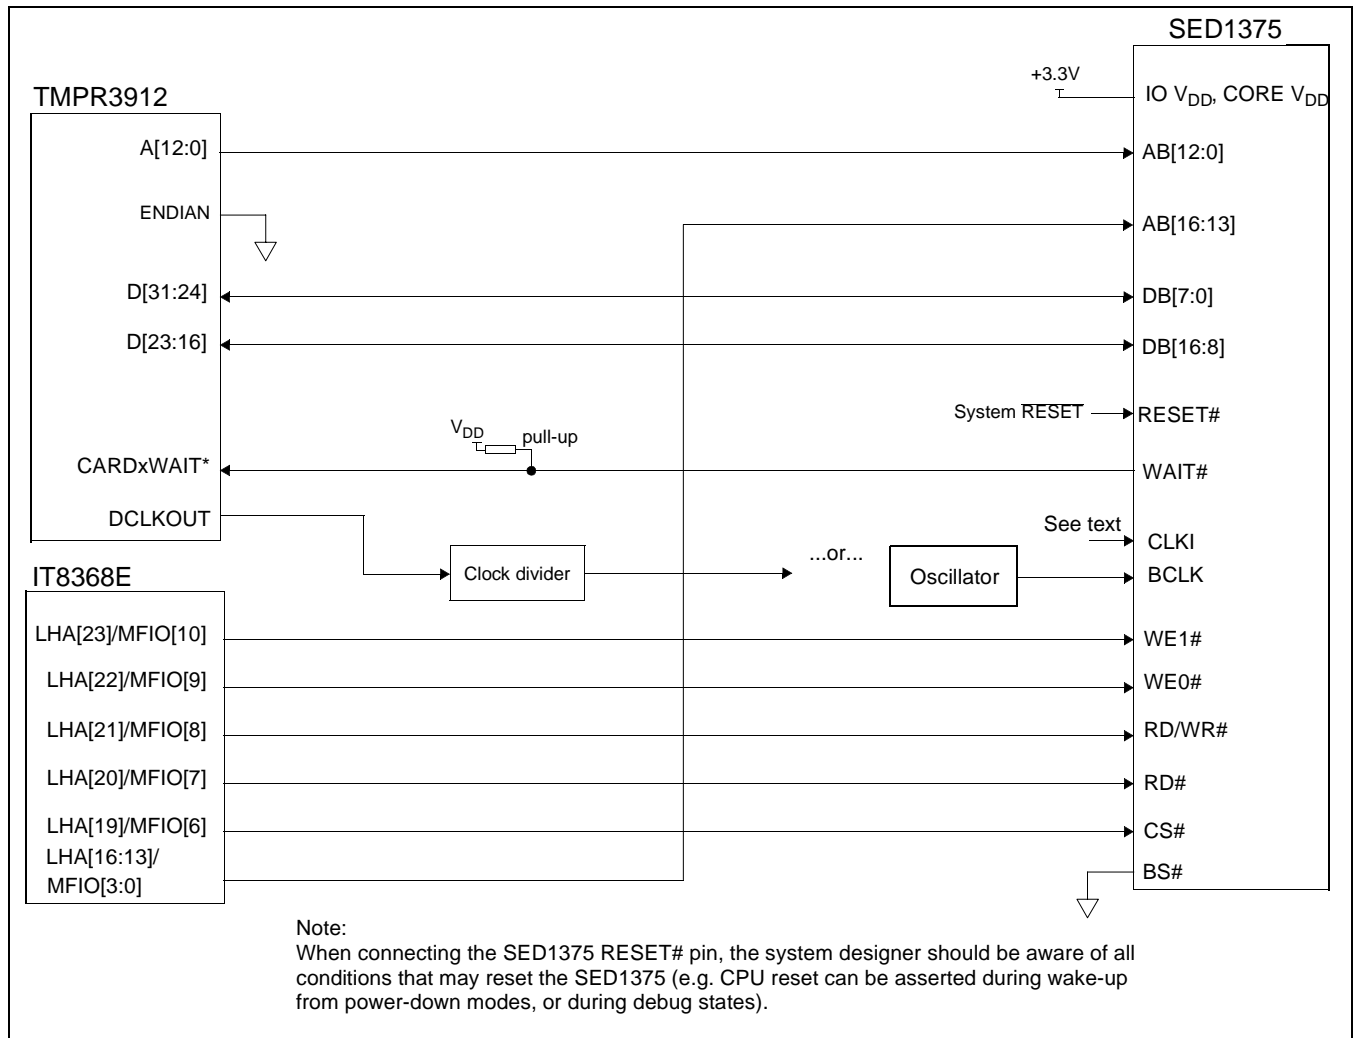 SED1375
+3.3V
IO VDD, CORE VDD
TMPR3912
A[12:0]
AB[12:0]
ENDIAN
AB[16:13]
D[31:24]
DB[7:0]
D[23:16]
DB[16:8]
System RESET
RESET#
VDD
pull-up
CARDxWAIT*
WAIT#
DCLKOUT
See text
CLKI
...or...
Clock divider
Oscillator
BCLK
IT8368E
LHA[23]/MFIO[10]
WE1#
LHA[22]/MFIO[9]
WE0#
LHA[21]/MFIO[8]
RD/WR#
LHA[20]/MFIO[7]
RD#
LHA[19]/MFIO[6]
CS#
LHA[16:13]/
MFIO[3:0]
BS#
Note:
When connecting the SED1375 RESET# pin, the system designer should be aware of all
conditions that may reset the SED1375 (e.g. CPU reset can be asserted during wake-up
from power-down modes, or during debug states).